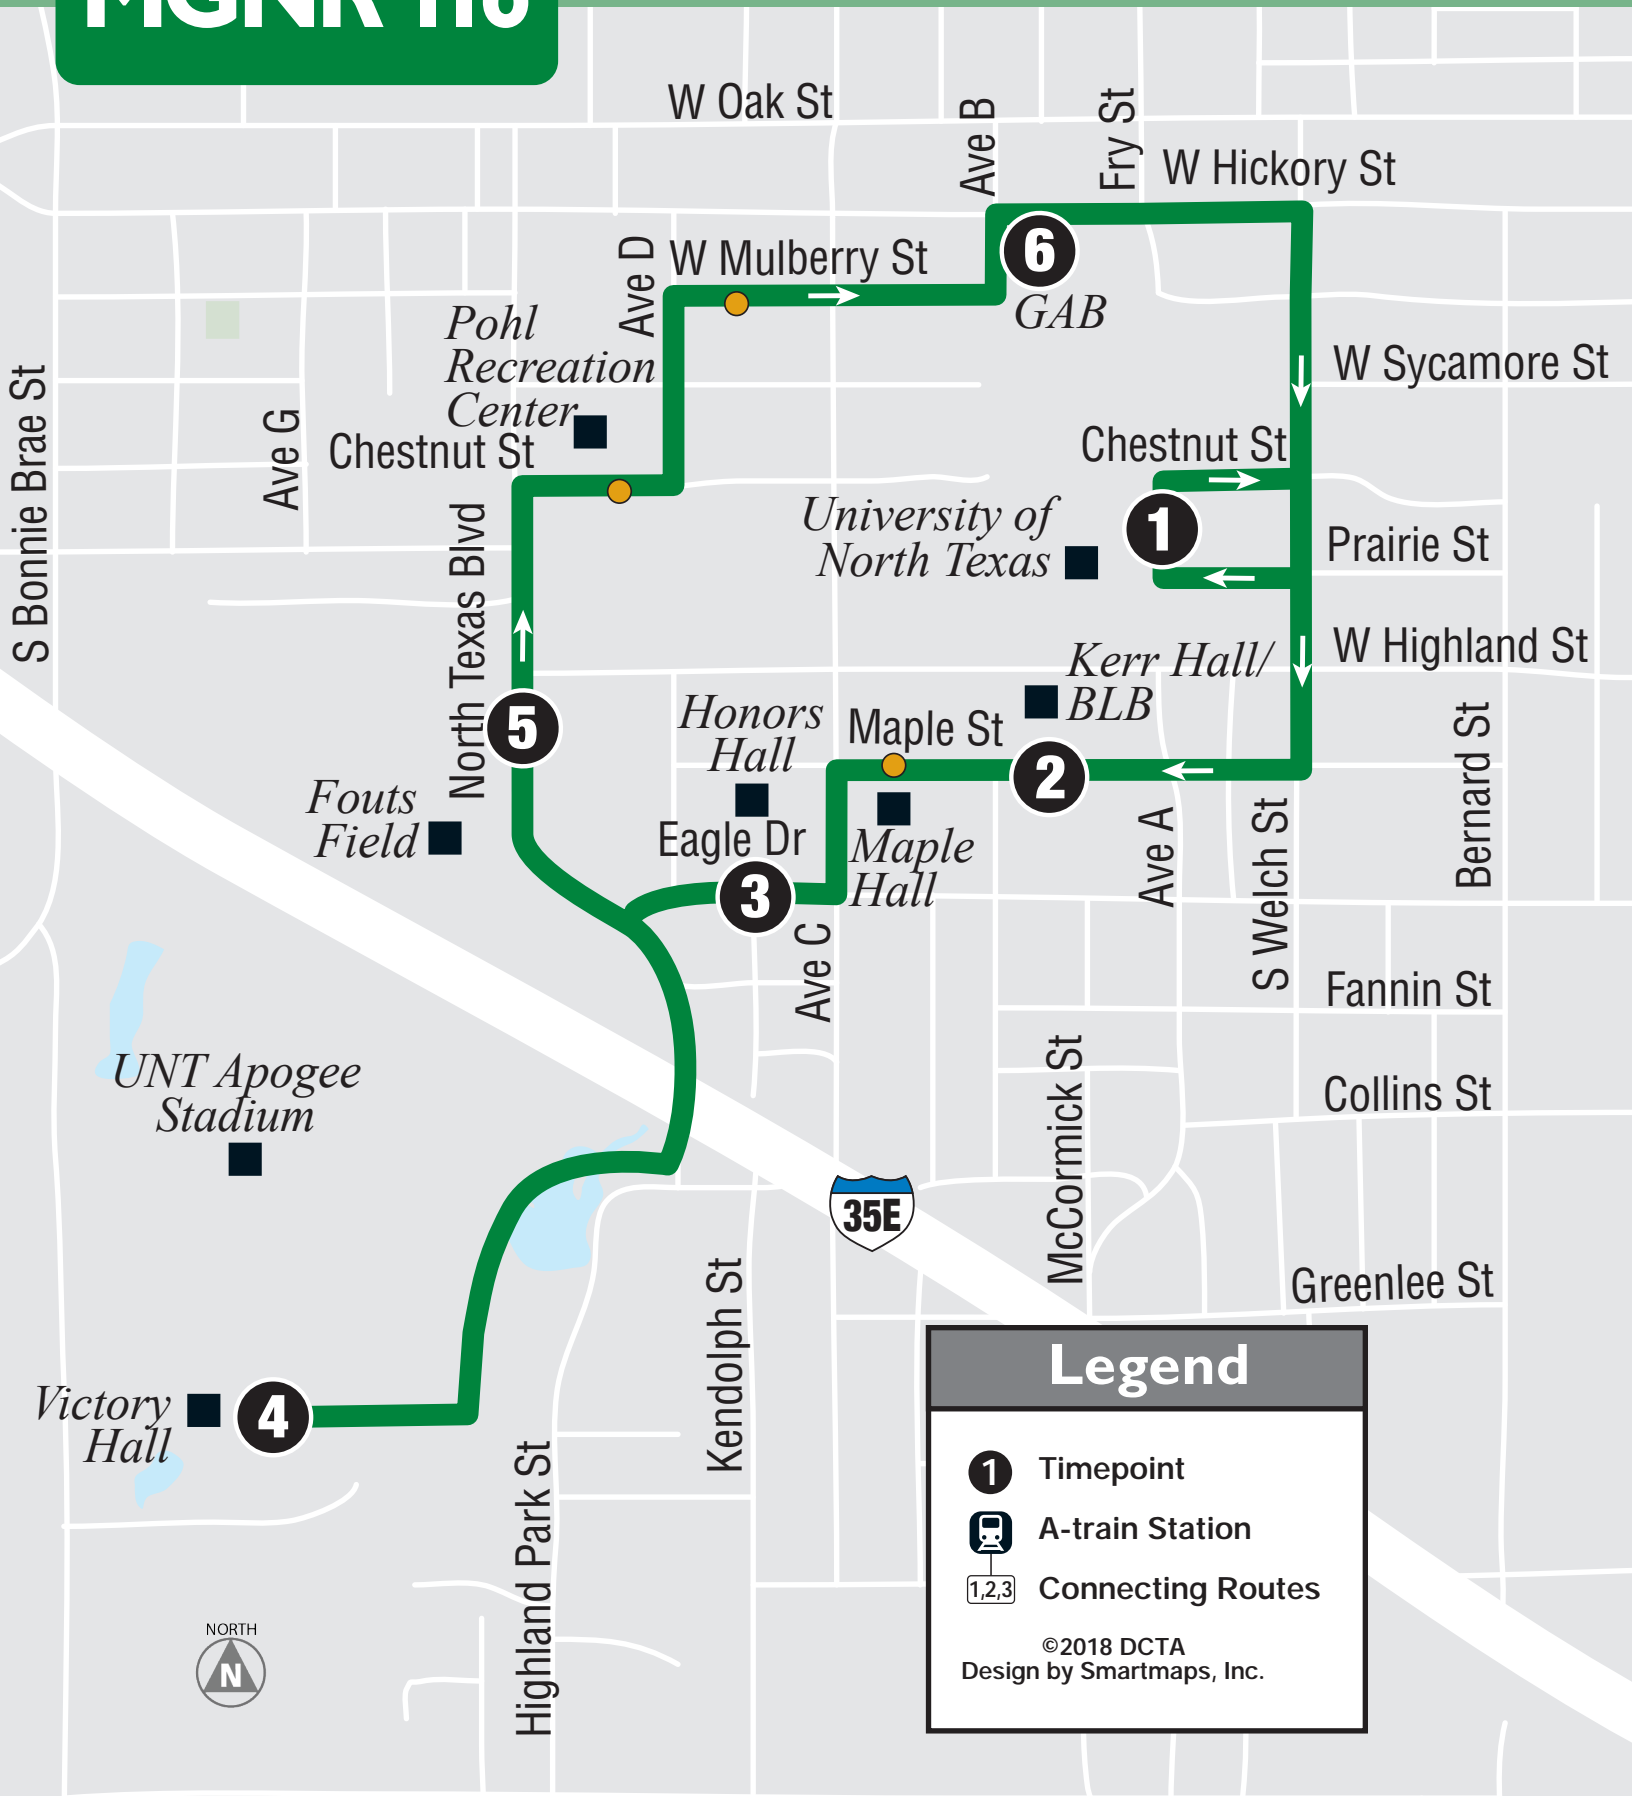 W Oak St
Ave B
Fry St
W Hickory St
Ave D
W Mulberry St
6
GAB
Pohl
Recreation
Center
W Sycamore St
S Bonnie Brae St
Ave G
Chestnut St
Chestnut St
North Texas Blvd
University of
North Texas
1
Prairie St
W Highland St
Kerr Hall/
BLB
Honors
Hall
Maple St
5
2
Bernard St
Fouts
Field
Eagle Dr
Maple
Hall
3
Ave A
S Welch St
Ave C
Fannin St
UNT Apogee
Stadium
McCormick St
Collins St
35E
Kendolph St
Greenlee St
Victory
Hall
4
Highland Park St
Legend
1 Timepoint
A-train Station
1,2,3 Connecting Routes
©2018 DCTA
Design by Smartmaps, Inc.
NORTH
N